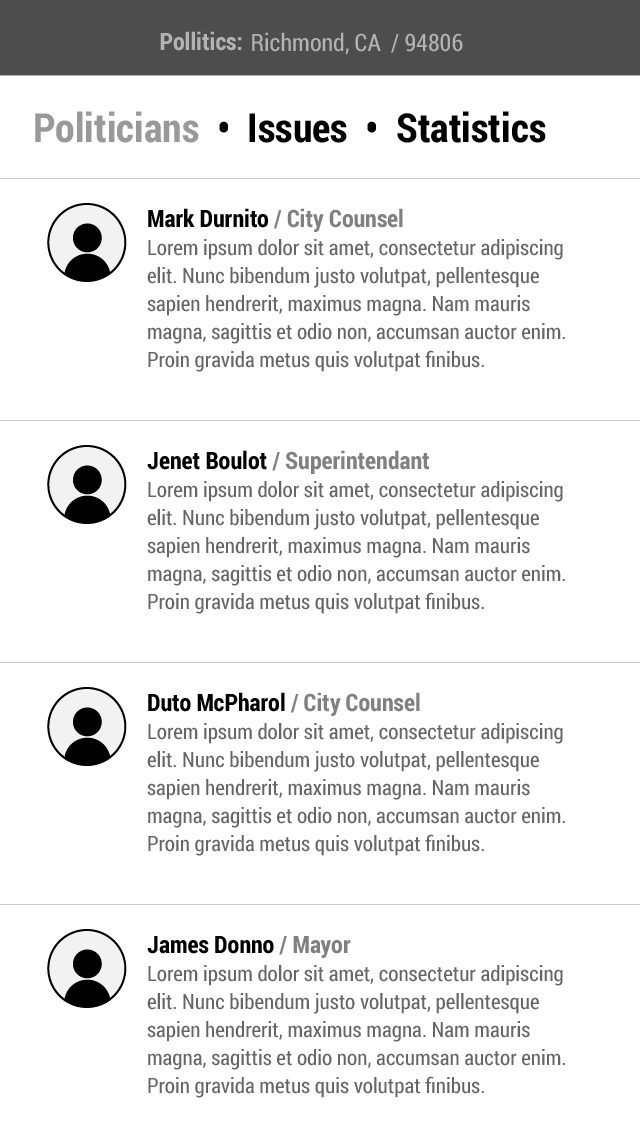 Pollitics: Richmond, CA / 94806
Politicians • Issues • Statistics
Mark Durnito / City Counsel
Lorem ipsum dolor sit amet, consectetur adipiscing
elit. Nunc bibendum justo volutpat, pellentesque
sapien hendrerit, maximus magna. Nam mauris
magna, sagittis et odio non, accumsan auctor enim.
Proin gravida metus quis volutpat finibus.
Jenet Boulot / Superintendant
Lorem ipsum dolor sit amet, consectetur adipiscing
elit. Nunc bibendum justo volutpat, pellentesque
sapien hendrerit, maximus magna. Nam mauris
magna, sagittis et odio non, accumsan auctor enim.
Proin gravida metus quis volutpat finibus.
Duto McPharol / City Counsel
Lorem ipsum dolor sit amet, consectetur adipiscing
elit. Nunc bibendum justo volutpat, pellentesque
sapien hendrerit, maximus magna. Nam mauris
magna, sagittis et odio non, accumsan auctor enim.
Proin gravida metus quis volutpat finibus.
James Donno / Mayor
Lorem ipsum dolor sit amet, consectetur adipiscing
elit. Nunc bibendum justo volutpat, pellentesque
sapien hendrerit, maximus magna. Nam mauris
magna, sagittis et odio non, accumsan auctor enim.
Proin gravida metus quis volutpat finibus.